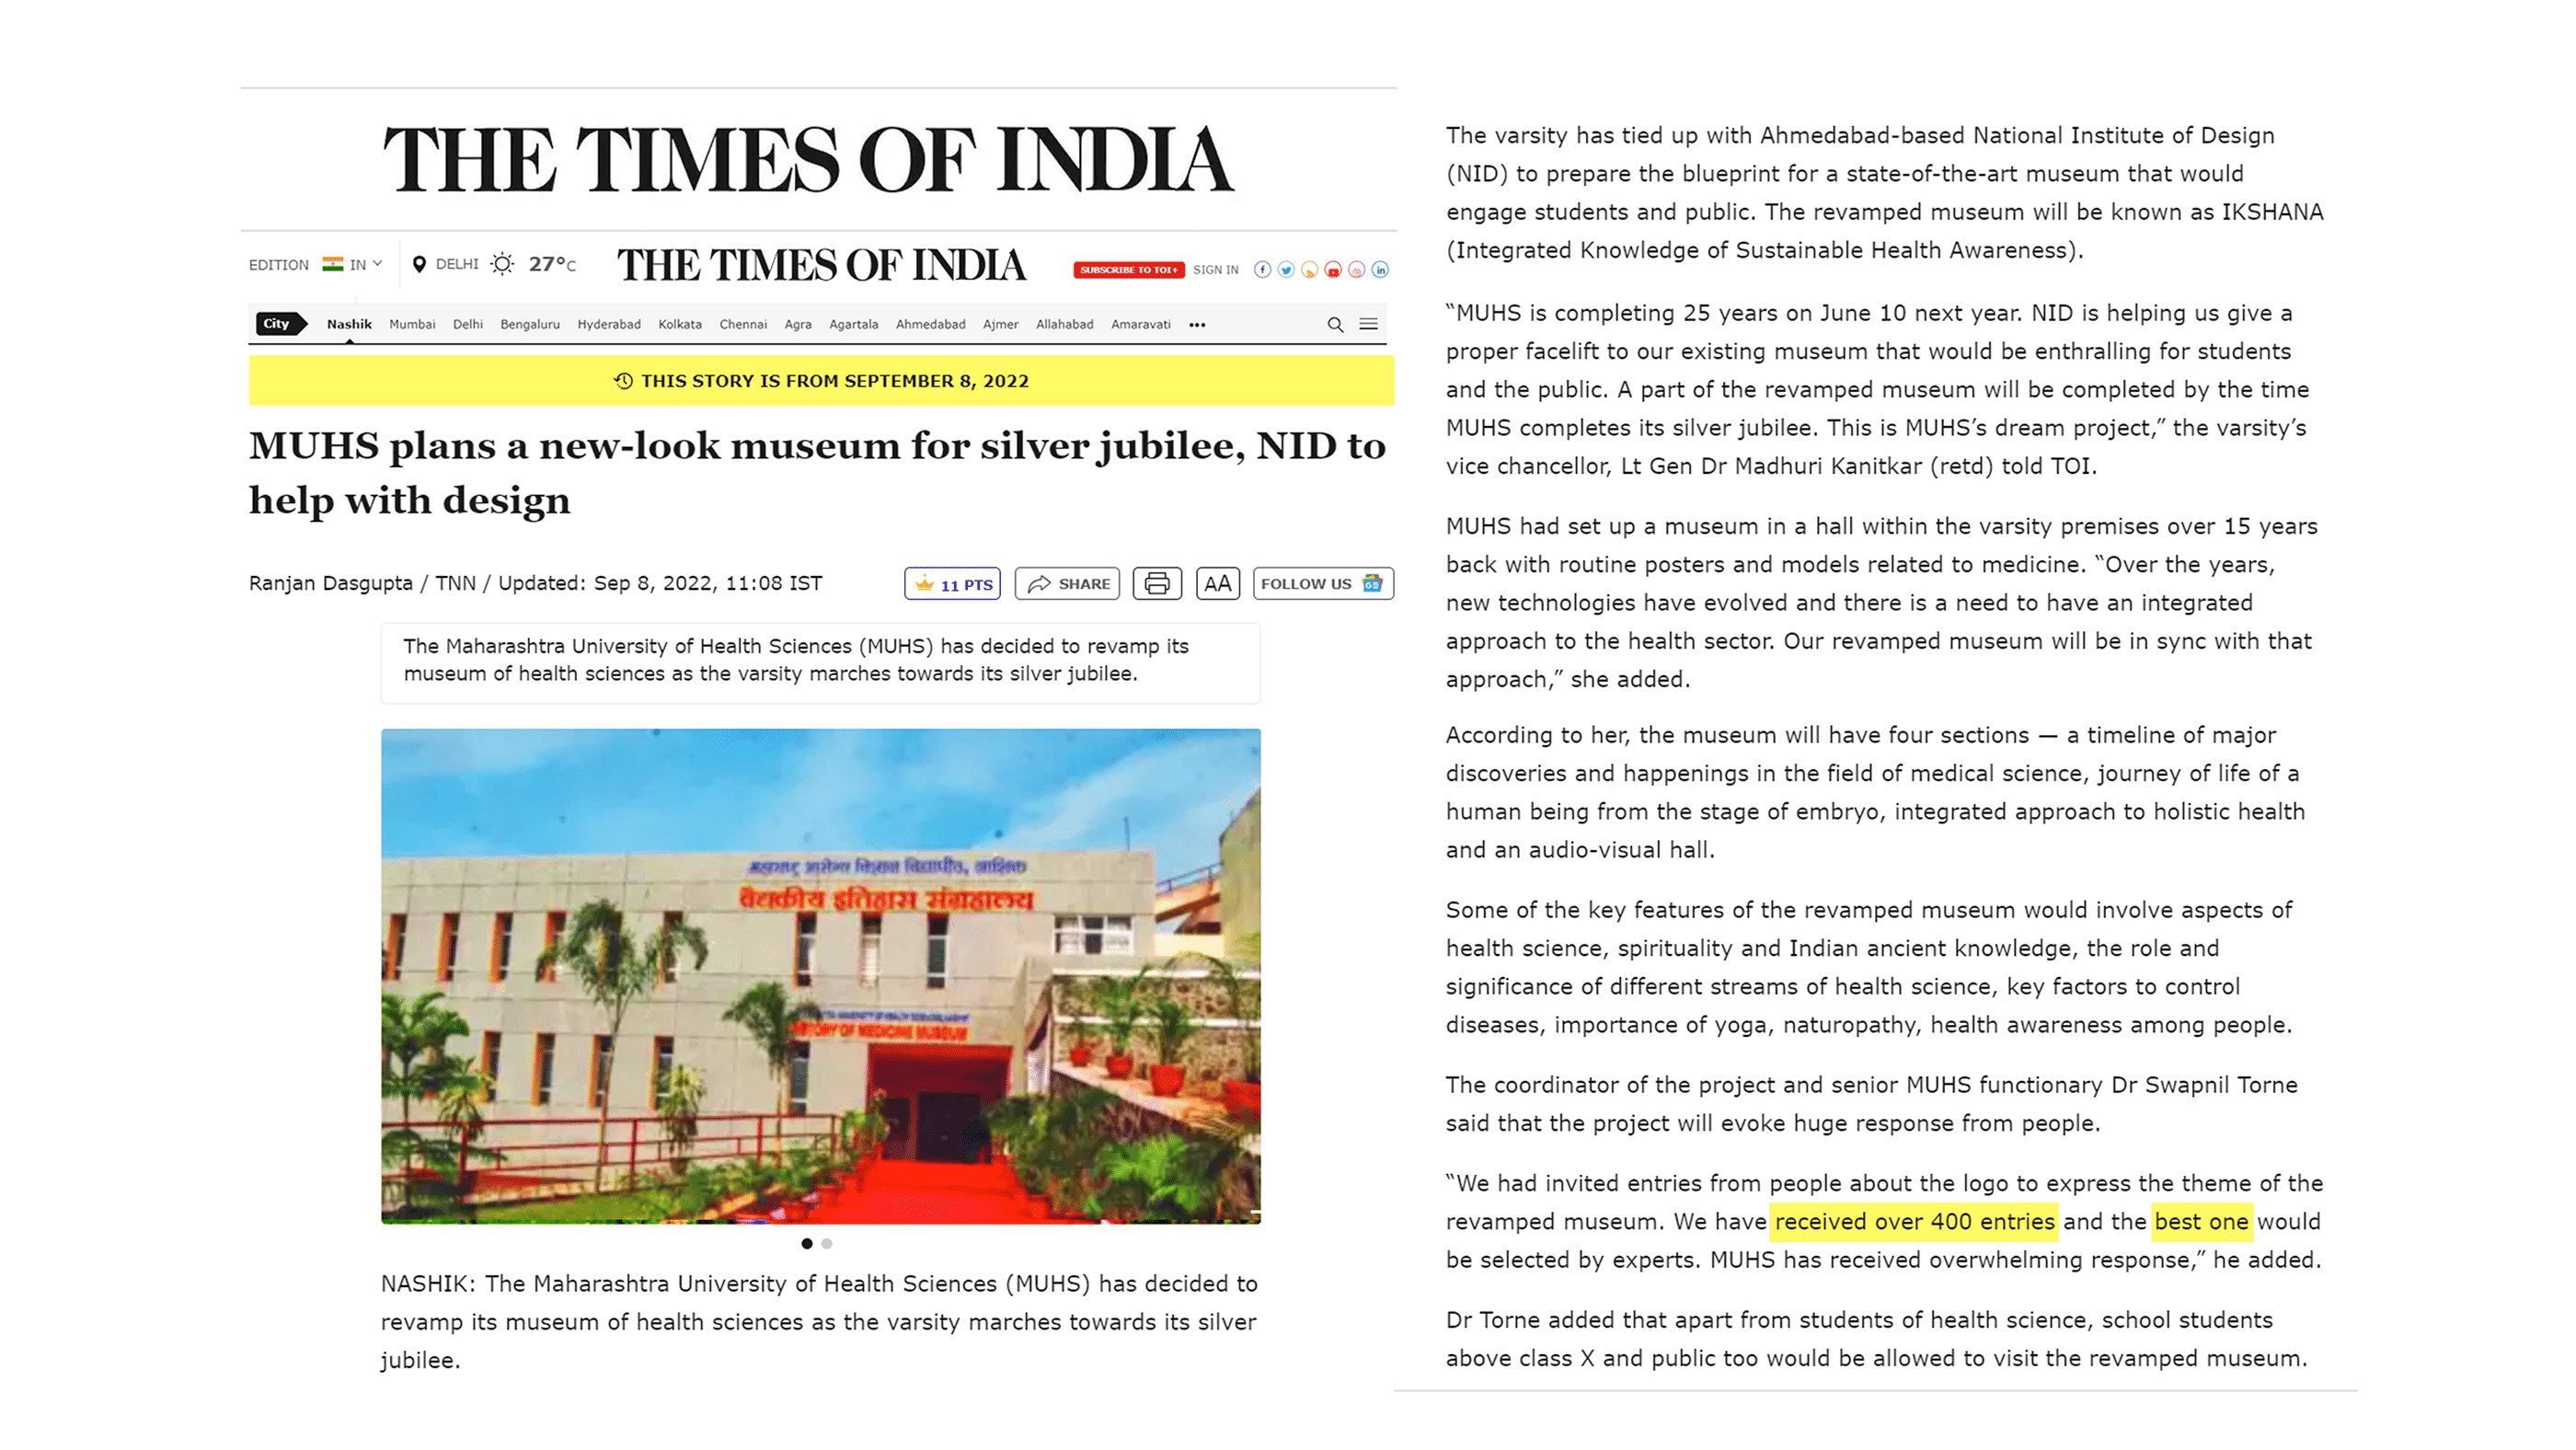 THE TIMES OF INDIA
EDITION IN DELHI 27°C THE TIMES OF INDIA SUBSCRIBE TO TOI+ SIGN IN
City Nashik Mumbai Delhi Bengaluru Hyderabad Kolkata Chennai Agra Agartala Ahmedabad Ajmer Allahabad Amaravati •••
THIS STORY IS FROM SEPTEMBER 8, 2022
MUHS plans a new-look museum for silver jubilee, NID to
help with design
Ranjan Dasgupta / TNN / Updated: Sep 8, 2022, 11:08 IST 11 PTS SHARE AA FOLLOW US
The Maharashtra University of Health Sciences (MUHS) has decided to revamp its
museum of health sciences as the varsity marches towards its silver jubilee.
महाराष्ट्र आरोग्य विज्ञान विद्यापीठ, नाशिक
वैद्यकीय इतिहास संग्रहालय
HISTORY OF MEDICINE MUSEUM
NASHIK: The Maharashtra University of Health Sciences (MUHS) has decided to
revamp its museum of health sciences as the varsity marches towards its silver
jubilee.
The varsity has tied up with Ahmedabad-based National Institute of Design
(NID) to prepare the blueprint for a state-of-the-art museum that would
engage students and public. The revamped museum will be known as IKSHANA
(Integrated Knowledge of Sustainable Health Awareness).
“MUHS is completing 25 years on June 10 next year. NID is helping us give a
proper facelift to our existing museum that would be enthralling for students
and the public. A part of the revamped museum will be completed by the time
MUHS completes its silver jubilee. This is MUHS’s dream project,” the varsity’s
vice chancellor, Lt Gen Dr Madhuri Kanitkar (retd) told TOI.
MUHS had set up a museum in a hall within the varsity premises over 15 years
back with routine posters and models related to medicine. “Over the years,
new technologies have evolved and there is a need to have an integrated
approach to the health sector. Our revamped museum will be in sync with that
approach,” she added.
According to her, the museum will have four sections — a timeline of major
discoveries and happenings in the field of medical science, journey of life of a
human being from the stage of embryo, integrated approach to holistic health
and an audio-visual hall.
Some of the key features of the revamped museum would involve aspects of
health science, spirituality and Indian ancient knowledge, the role and
significance of different streams of health science, key factors to control
diseases, importance of yoga, naturopathy, health awareness among people.
The coordinator of the project and senior MUHS functionary Dr Swapnil Torne
said that the project will evoke huge response from people.
“We had invited entries from people about the logo to express the theme of the
revamped museum. We have received over 400 entries and the best one would
be selected by experts. MUHS has received overwhelming response,” he added.
Dr Torne added that apart from students of health science, school students
above class X and public too would be allowed to visit the revamped museum.